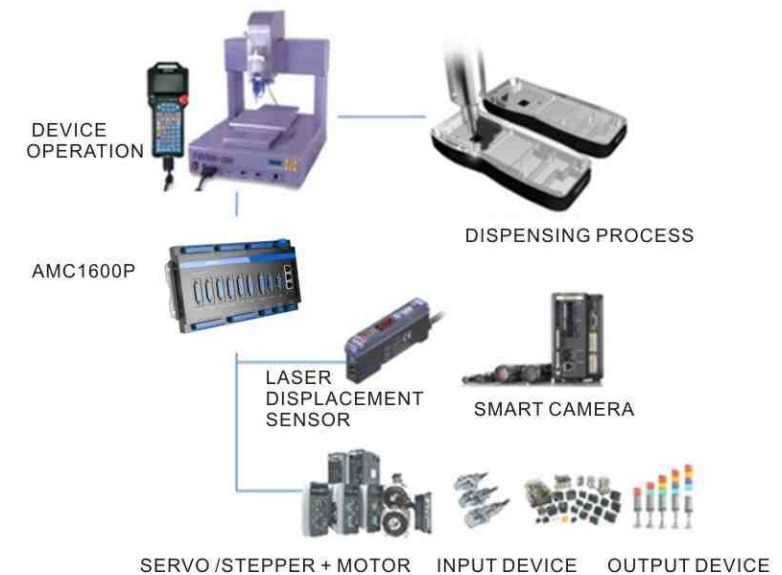 DEVICE
OPERATION
DISPENSING PROCESS
AMC1600P
LASER
DISPLACEMENT
SENSOR
SMART CAMERA
SERVO /STEPPER + MOTOR
INPUT DEVICE
OUTPUT DEVICE